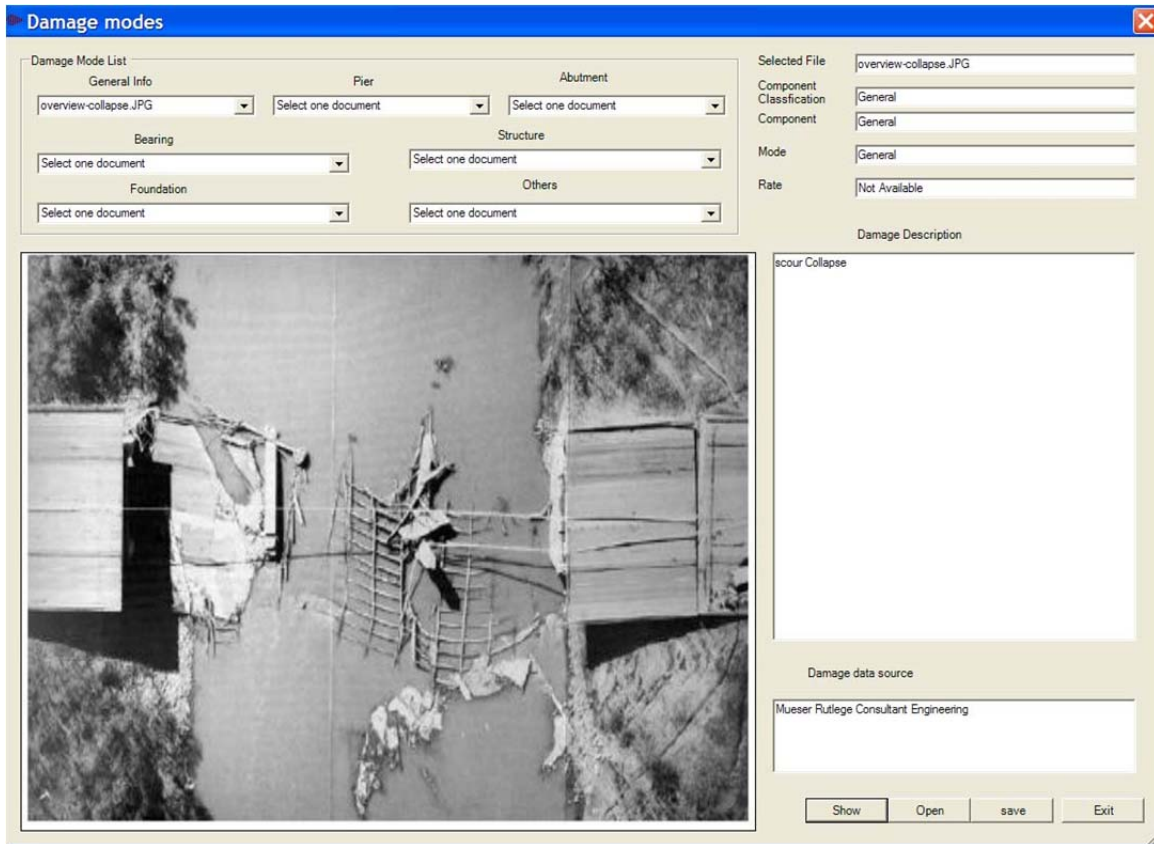 Damage modes
Damage Mode List
General Info
Pier
Abutment
overview-collapse.JPG
Select one document
Select one document
Bearing
Structure
Select one document
Select one document
Foundation
Others
Select one document
Select one document
Selected File
overview-collapse.JPG
Component
Classfication
General
Component
General
Mode
General
Rate
Not Available
Damage Description
scour Collapse
Damage data source
Mueser Rutlege Consultant Engineering
Show
Open
save
Exit